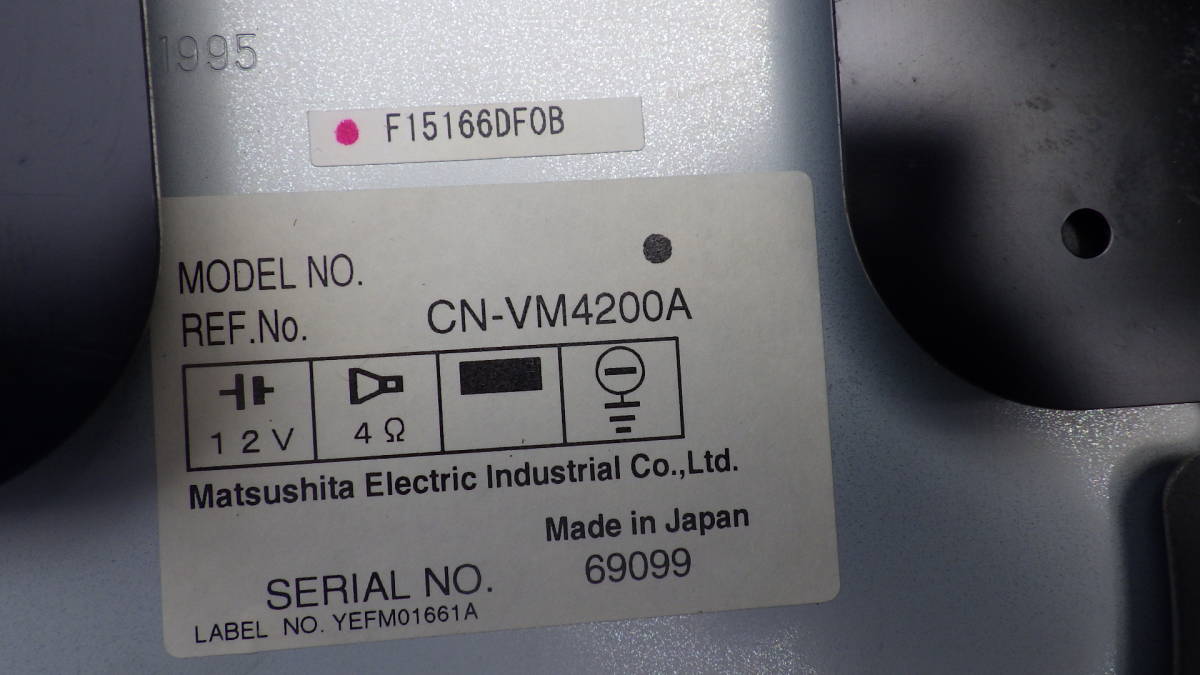 1995
F15166DF0B
MODEL NO.
REF.No. CN-VM4200A
12V 4Ω
Matsushita Electric Industrial Co.,Ltd.
Made in Japan
SERIAL NO. 69099
LABEL NO. YEFM01661A